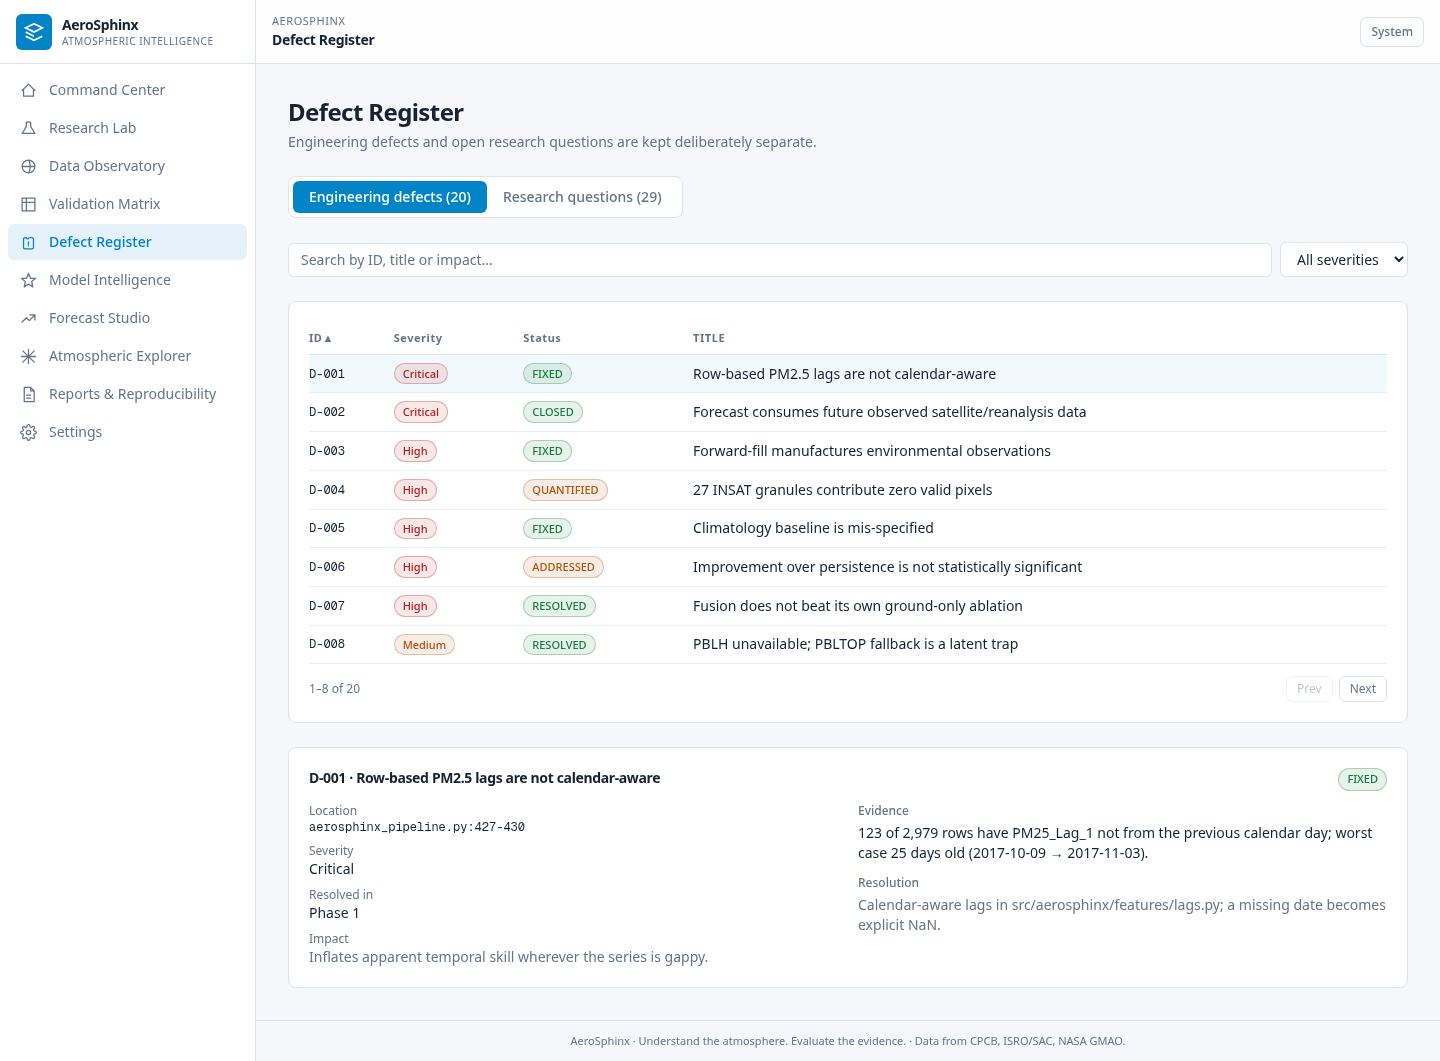 AeroSphinx
ATMOSPHERIC INTELLIGENCE
Command Center
Research Lab
Data Observatory
Validation Matrix
Defect Register
Model Intelligence
Forecast Studio
Atmospheric Explorer
Reports & Reproducibility
Settings
AEROSPHINX
Defect Register
System
Defect Register
Engineering defects and open research questions are kept deliberately separate.
Engineering defects (20) Research questions (29)
Search by ID, title or impact... All severities
ID▲ Severity Status TITLE
D-001 Critical FIXED Row-based PM2.5 lags are not calendar-aware
D-002 Critical CLOSED Forecast consumes future observed satellite/reanalysis data
D-003 High FIXED Forward-fill manufactures environmental observations
D-004 High QUANTIFIED 27 INSAT granules contribute zero valid pixels
D-005 High FIXED Climatology baseline is mis-specified
D-006 High ADDRESSED Improvement over persistence is not statistically significant
D-007 High RESOLVED Fusion does not beat its own ground-only ablation
D-008 Medium RESOLVED PBLH unavailable; PBLTOP fallback is a latent trap
1–8 of 20 Prev Next
D-001 · Row-based PM2.5 lags are not calendar-aware FIXED
Location
aerosphinx_pipeline.py:427-430
Severity
Critical
Resolved in
Phase 1
Impact
Inflates apparent temporal skill wherever the series is gappy.
Evidence
123 of 2,979 rows have PM25_Lag_1 not from the previous calendar day; worst
case 25 days old (2017-10-09 → 2017-11-03).
Resolution
Calendar-aware lags in src/aerosphinx/features/lags.py; a missing date becomes
explicit NaN.
AeroSphinx · Understand the atmosphere. Evaluate the evidence. · Data from CPCB, ISRO/SAC, NASA GMAO.